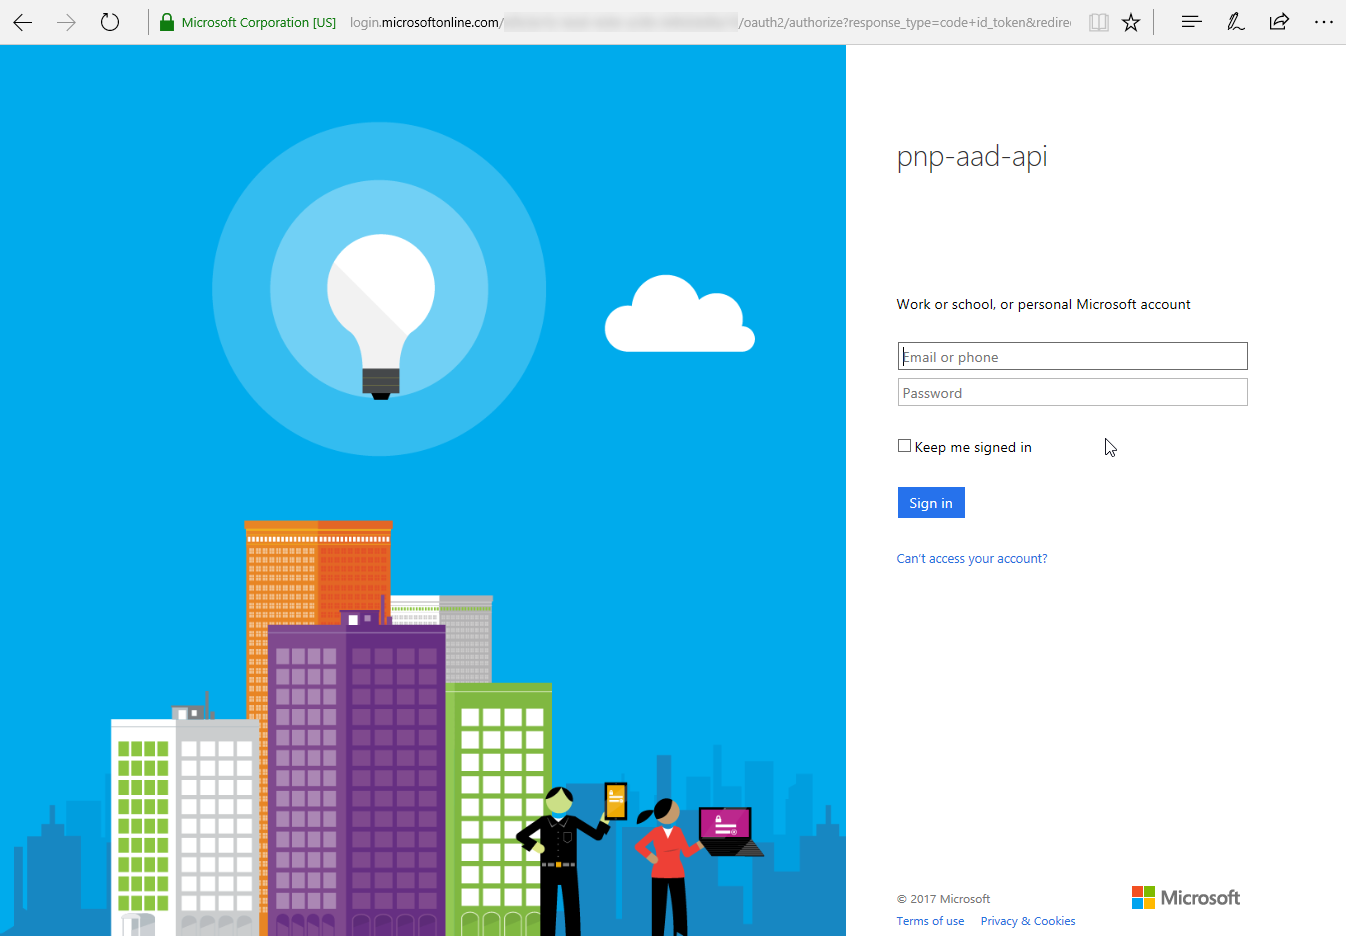 Microsoft Corporation [US]
login.microsoftonline.com/
/oauth2/authorize?response_type=code+id_token&redire
pnp-aad-api
Work or school, or personal Microsoft account
Email or phone
Password
Keep me signed in
Sign in
Can't access your account?
© 2017 Microsoft
Microsoft
Terms of use
Privacy & Cookies